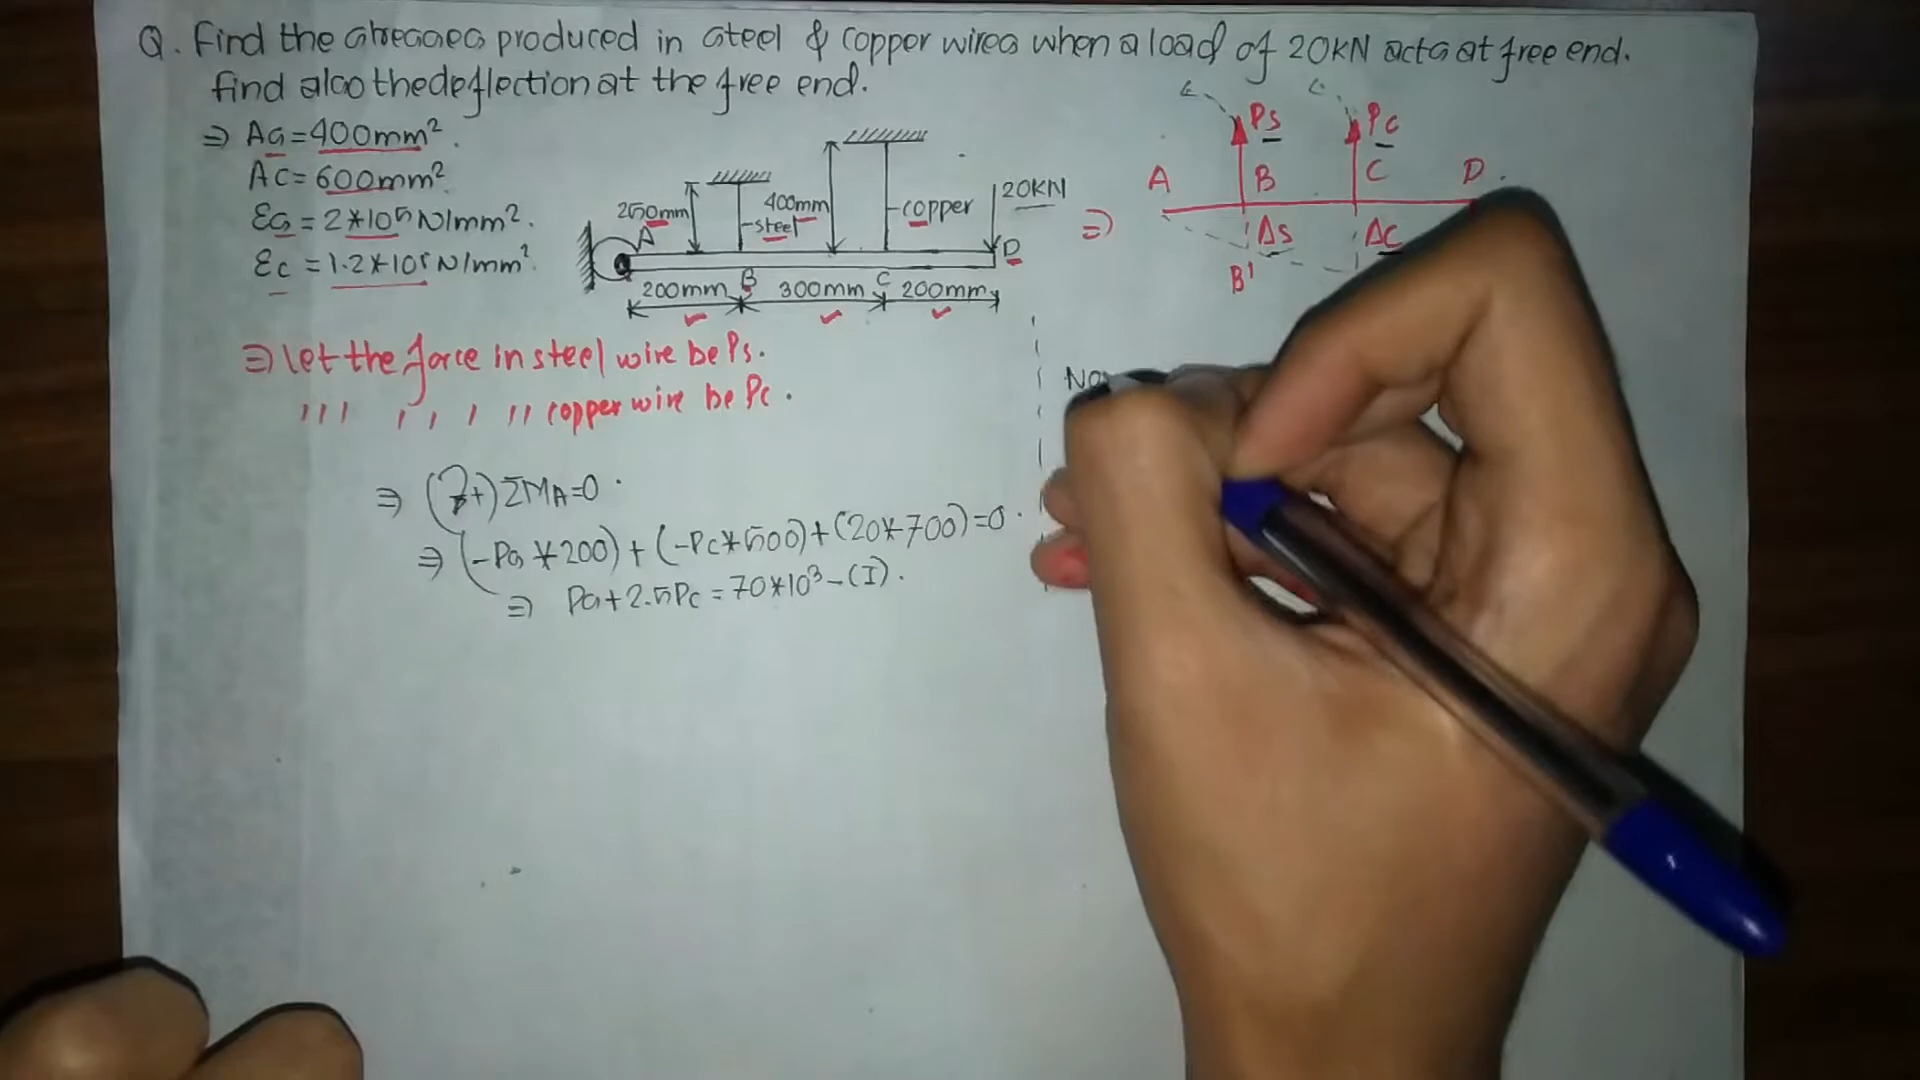 Q. Find the stresses produced in steel & copper wires when a load of 20KN acts at free end.
find also the deflection at the free end.
⇒ As=400mm².
Ac=600mm².
Es = 2*10⁵N/mm².
Ec = 1.2*10⁵N/mm².
250mm
steel
400mm
copper
20KN
A
B
C
D
200mm
300mm
200mm
⇒
Ps
Pc
A
B
C
D
Δs
Δc
B'
⇒ let the force in steel wire be Ps.
''' ' ' ' '' copper wire be Pc.
⇒ (+)ΣMA=0.
⇒ (-Ps*200)+(-Pc*500)+(20*700)=0.
⇒ Ps+2.5Pc=70*10³-(I).